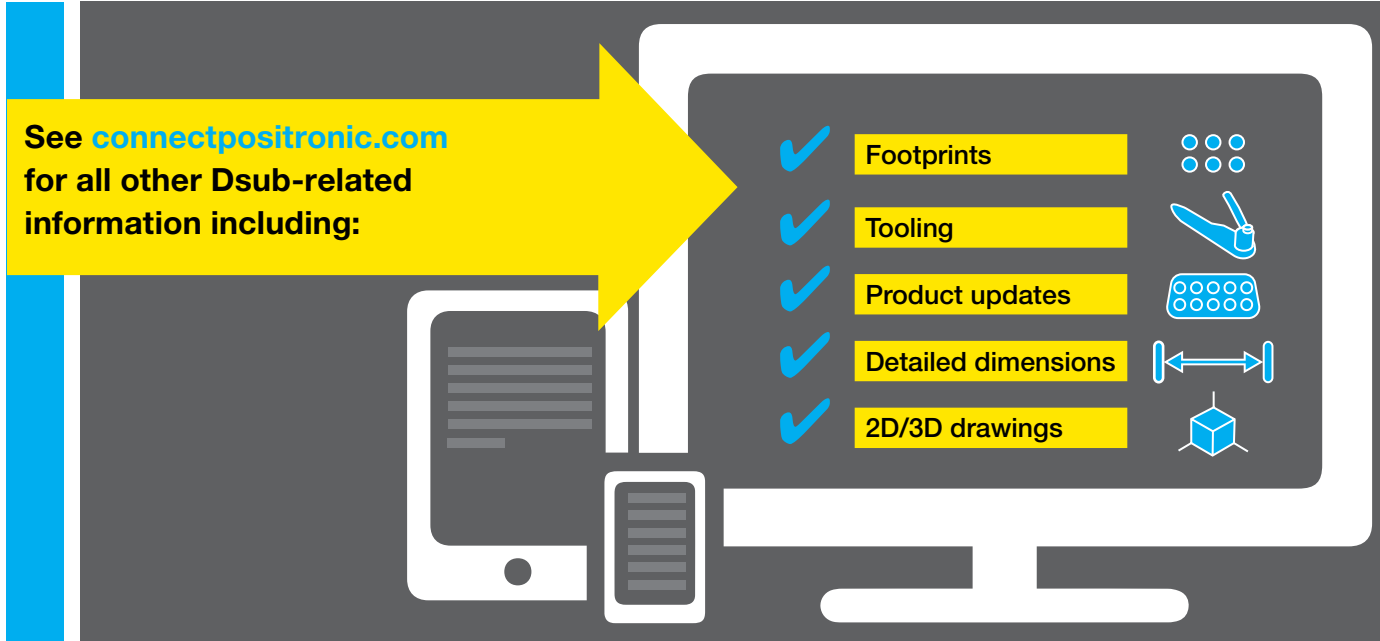 See connectpositronic.com
for all other Dsub-related
information including:
Footprints
Tooling
Product updates
Detailed dimensions
2D/3D drawings